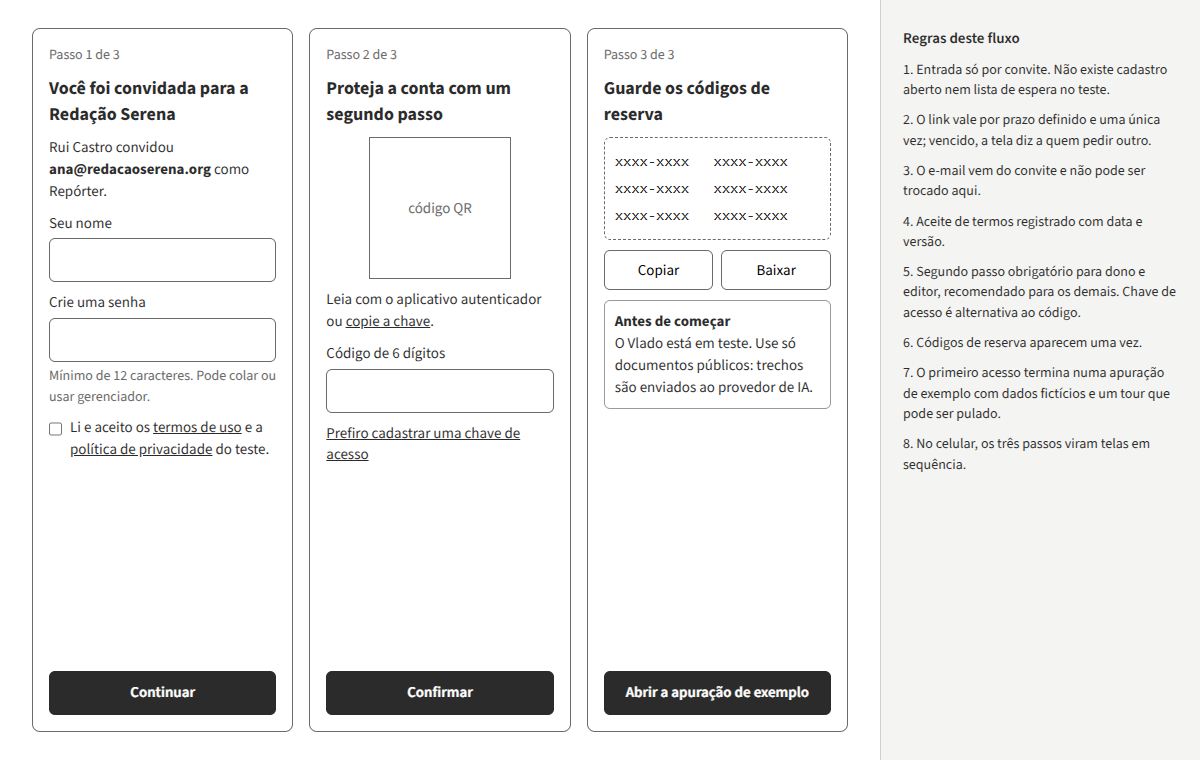 Passo 1 de 3
Você foi convidada para a
Redação Serena
Rui Castro convidou
ana@redacaoserena.org como
Repórter.
Seu nome
Crie uma senha
Mínimo de 12 caracteres. Pode colar ou
usar gerenciador.
Li e aceito os termos de uso e a
política de privacidade do teste.
Continuar
Passo 2 de 3
Proteja a conta com um
segundo passo
código QR
Leia com o aplicativo autenticador
ou copie a chave.
Código de 6 dígitos
Prefiro cadastrar uma chave de
acesso
Confirmar
Passo 3 de 3
Guarde os códigos de
reserva
xxxx-xxxx xxxx-xxxx
xxxx-xxxx xxxx-xxxx
xxxx-xxxx xxxx-xxxx
Copiar
Baixar
Antes de começar
O Vlado está em teste. Use só
documentos públicos: trechos
são enviados ao provedor de IA.
Abrir a apuração de exemplo
Regras deste fluxo
1. Entrada só por convite. Não existe cadastro
aberto nem lista de espera no teste.
2. O link vale por prazo definido e uma única
vez; vencido, a tela diz a quem pedir outro.
3. O e-mail vem do convite e não pode ser
trocado aqui.
4. Aceite de termos registrado com data e
versão.
5. Segundo passo obrigatório para dono e
editor, recomendado para os demais. Chave de
acesso é alternativa ao código.
6. Códigos de reserva aparecem uma vez.
7. O primeiro acesso termina numa apuração
de exemplo com dados fictícios e um tour que
pode ser pulado.
8. No celular, os três passos viram telas em
sequência.